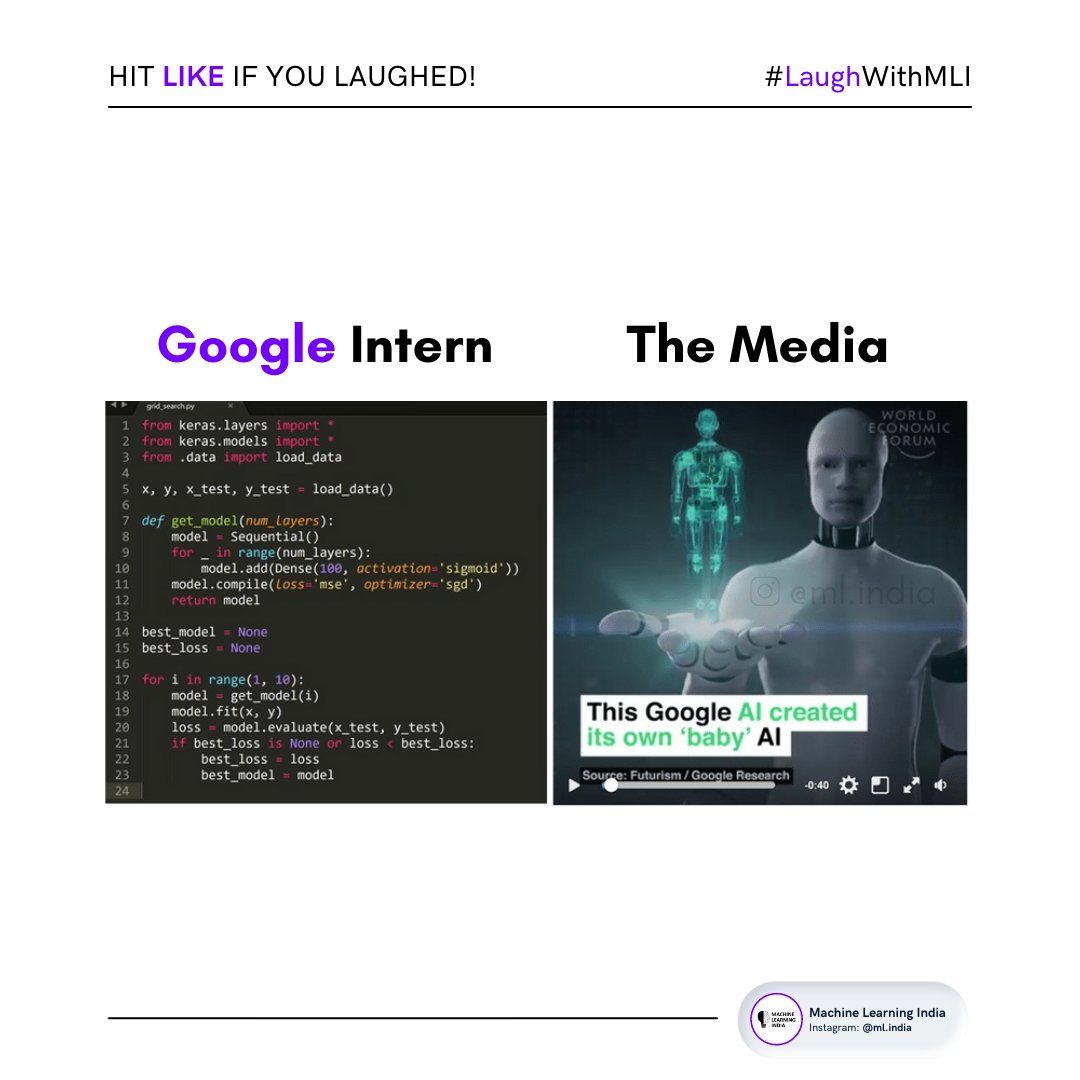 HIT LIKE IF YOU LAUGHED!
#LaughWithMLI
Google Intern
The Media
grid_search.py
1 from keras.layers import *
2 from keras.models import *
3 from .data import load_data
4
5 x, y, x_test, y_test = load_data()
6
7 def get_model(num_layers):
8     model = Sequential()
9     for _ in range(num_layers):
10         model.add(Dense(100, activation='sigmoid'))
11     model.compile(loss='mse', optimizer='sgd')
12     return model
13
14 best_model = None
15 best_loss = None
16
17 for i in range(1, 10):
18     model = get_model(i)
19     model.fit(x, y)
20     loss = model.evaluate(x_test, y_test)
21     if best_loss is None or loss < best_loss:
22         best_loss = loss
23         best_model = model
24
WORLD
ECONOMIC
FORUM
@ml.india
This Google AI created
its own ‘baby’ AI
Source: Futurism / Google Research
-0:40
MACHINE
LEARNING
INDIA
Machine Learning India
Instagram: @ml.india